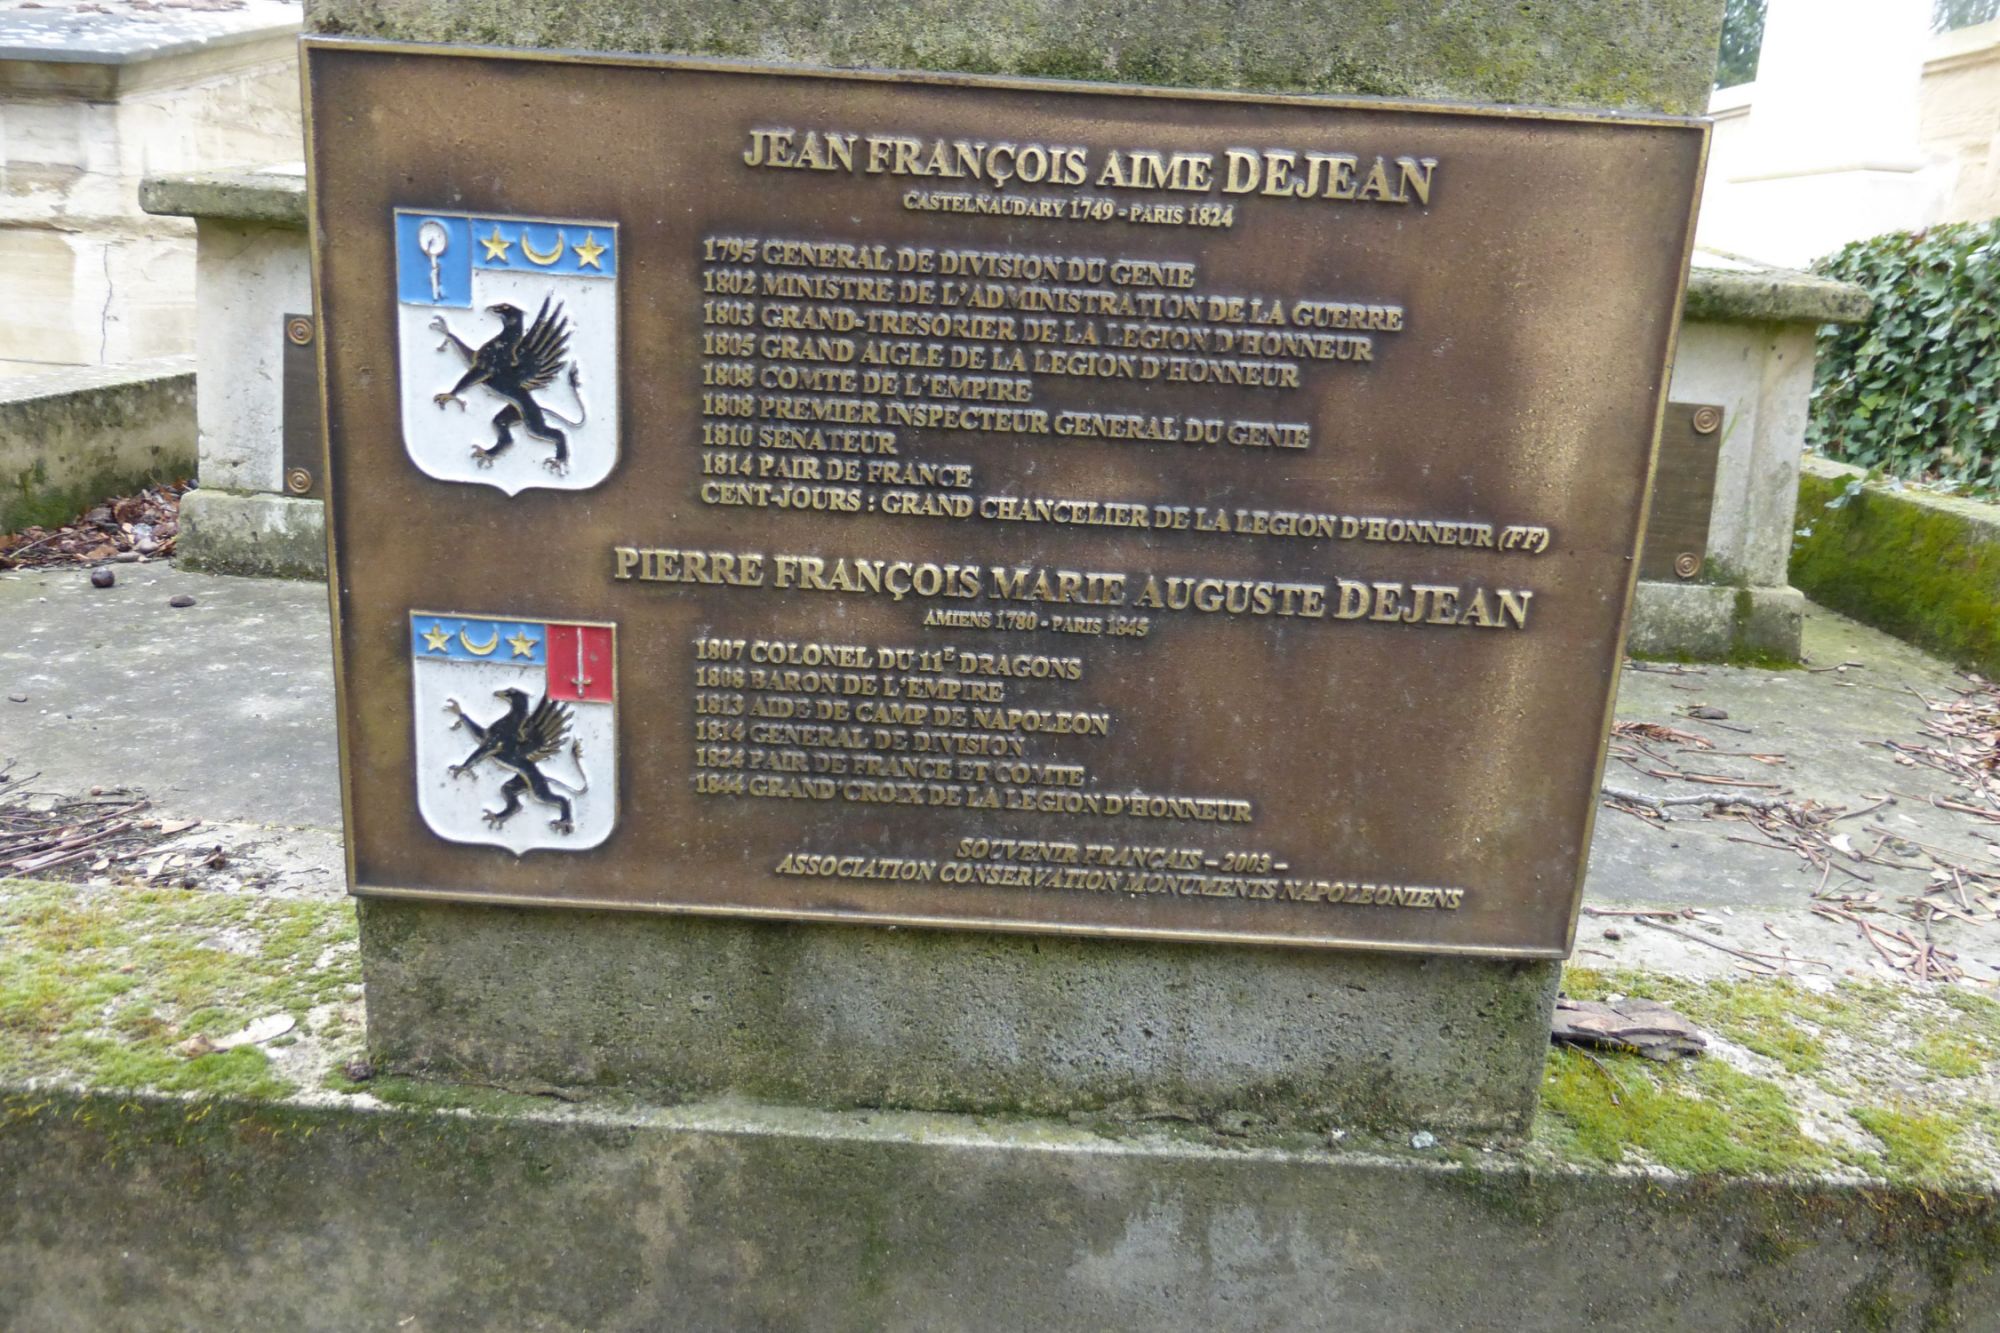 JEAN FRANÇOIS AIME DEJEAN
CASTELNAUDARY 1749 - PARIS 1824
1795 GENERAL DE DIVISION DU GENIE
1802 MINISTRE DE L'ADMINISTRATION DE LA GUERRE
1803 GRAND-TRESORIER DE LA LEGION D'HONNEUR
1805 GRAND AIGLE DE LA LEGION D'HONNEUR
1808 COMTE DE L'EMPIRE
1808 PREMIER INSPECTEUR GENERAL DU GENIE
1810 SENATEUR
1814 PAIR DE FRANCE
CENT-JOURS : GRAND CHANCELIER DE LA LEGION D'HONNEUR (FF)
PIERRE FRANÇOIS MARIE AUGUSTE DEJEAN
AMIENS 1780 - PARIS 1845
1807 COLONEL DU 11E DRAGONS
1808 BARON DE L'EMPIRE
1813 AIDE DE CAMP DE NAPOLEON
1814 GENERAL DE DIVISION
1824 PAIR DE FRANCE ET COMTE
1844 GRAND'CROIX DE LA LEGION D'HONNEUR
SOUVENIR FRANÇAIS – 2003 –
ASSOCIATION CONSERVATION MONUMENTS NAPOLEONIENS